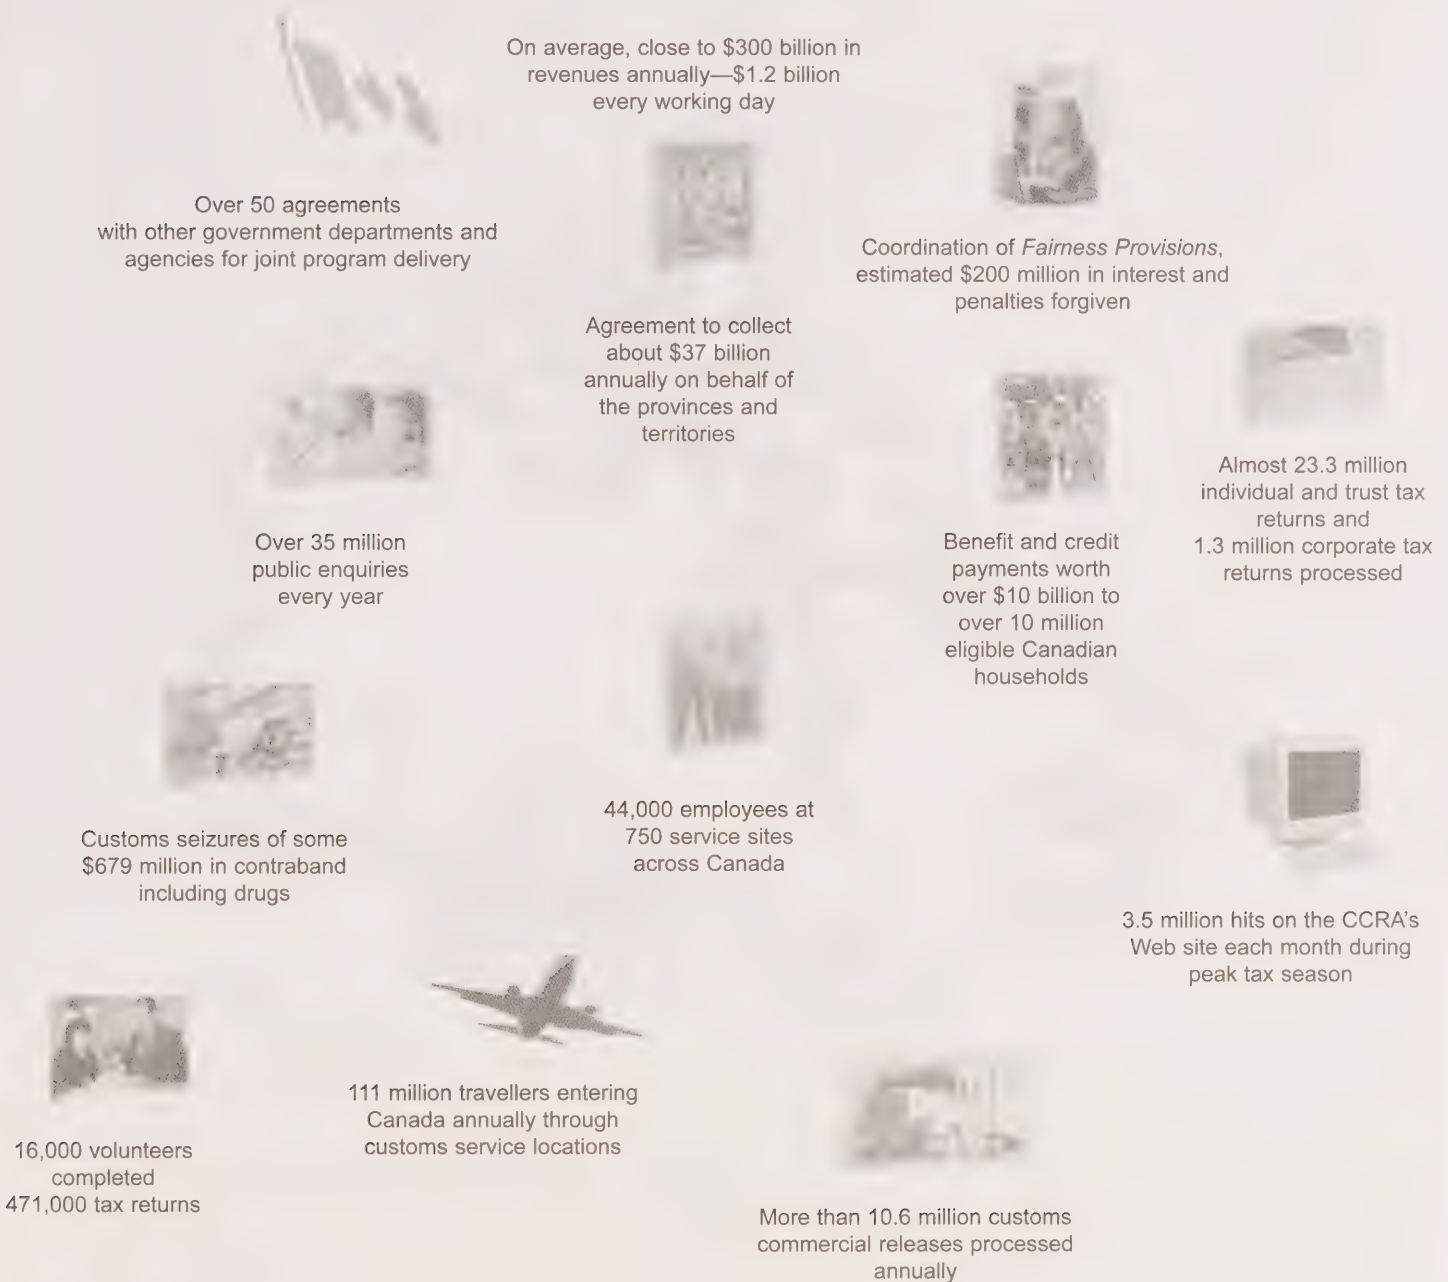 On average, close to $300 billion in
revenues annually—$1.2 billion
every working day
Over 50 agreements
with other government departments and
agencies for joint program delivery
Coordination of Fairness Provisions,
estimated $200 million in interest and
penalties forgiven
Agreement to collect
about $37 billion
annually on behalf of
the provinces and
territories
Almost 23.3 million
individual and trust tax
returns and
1.3 million corporate tax
returns processed
Over 35 million
public enquiries
every year
Benefit and credit
payments worth
over $10 billion to
over 10 million
eligible Canadian
households
44,000 employees at
750 service sites
across Canada
Customs seizures of some
$679 million in contraband
including drugs
3.5 million hits on the CCRA's
Web site each month during
peak tax season
111 million travellers entering
Canada annually through
customs service locations
16,000 volunteers
completed
471,000 tax returns
More than 10.6 million customs
commercial releases processed
annually